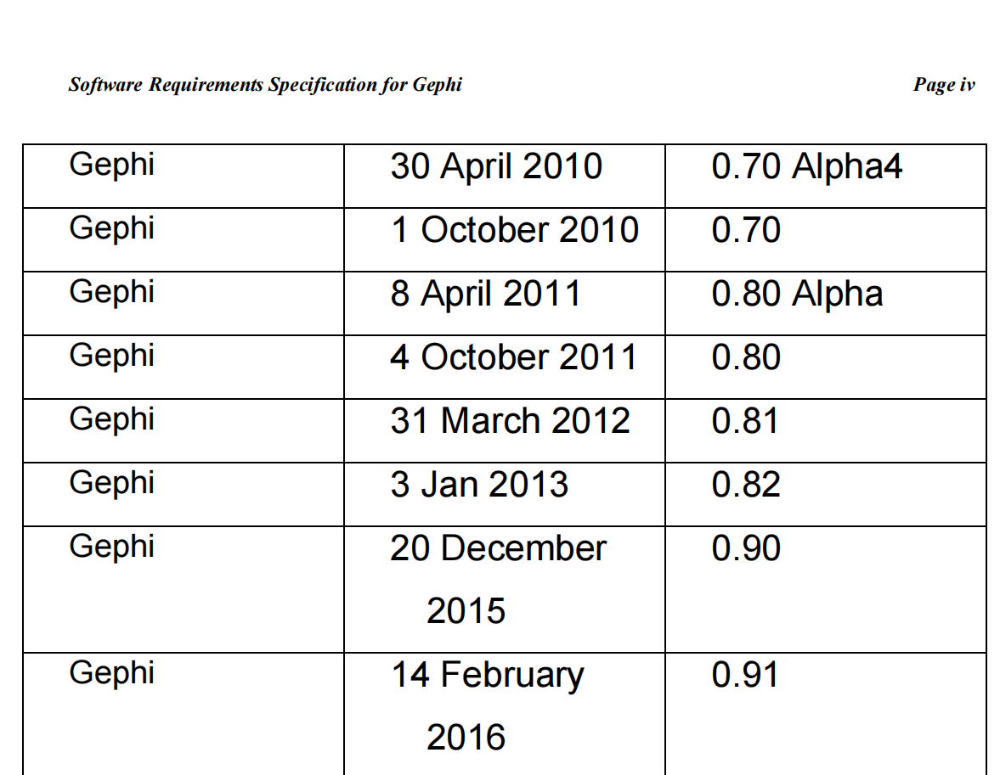 Software Requirements Specification for Gephi Page iv
Gephi 30 April 2010 0.70 Alpha4
Gephi 1 October 2010 0.70
Gephi 8 April 2011 0.80 Alpha
Gephi 4 October 2011 0.80
Gephi 31 March 2012 0.81
Gephi 3 Jan 2013 0.82
Gephi 20 December 0.90
2015
Gephi 14 February 0.91
2016